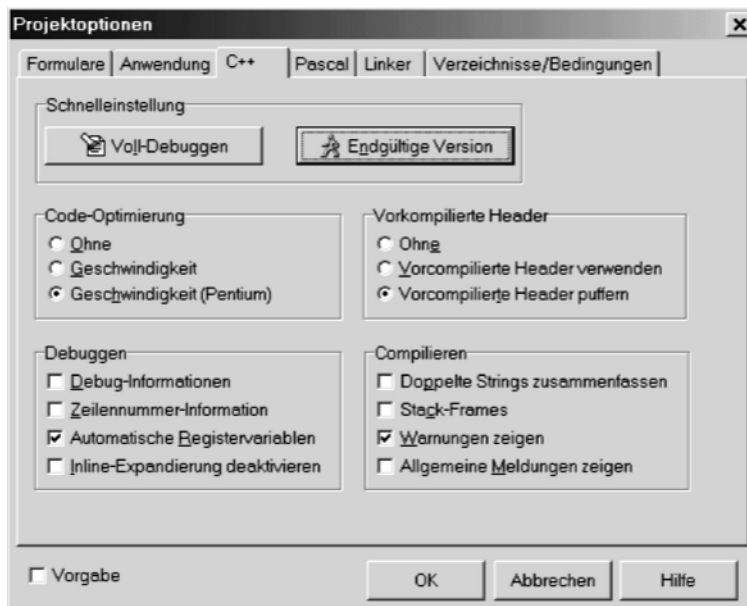 Projektoptionen
Formulare Anwendung C++ Pascal Linker Verzeichnisse/Bedingungen
Schnelleinstellung
Voll-Debuggen Endgültige Version
Code-Optimierung
Ohne
Geschwindigkeit
Geschwindigkeit (Pentium)
Vorkompilierte Header
Ohne
Vorcompilierte Header verwenden
Vorcompilierte Header puffern
Debuggen
Debug-Informationen
Zeilennummer-Information
Automatische Registervariablen
Inline-Expandierung deaktivieren
Compilieren
Doppelte Strings zusammenfassen
Stack-Frames
Warnungen zeigen
Allgemeine Meldungen zeigen
Vorgabe
OK Abbrechen Hilfe